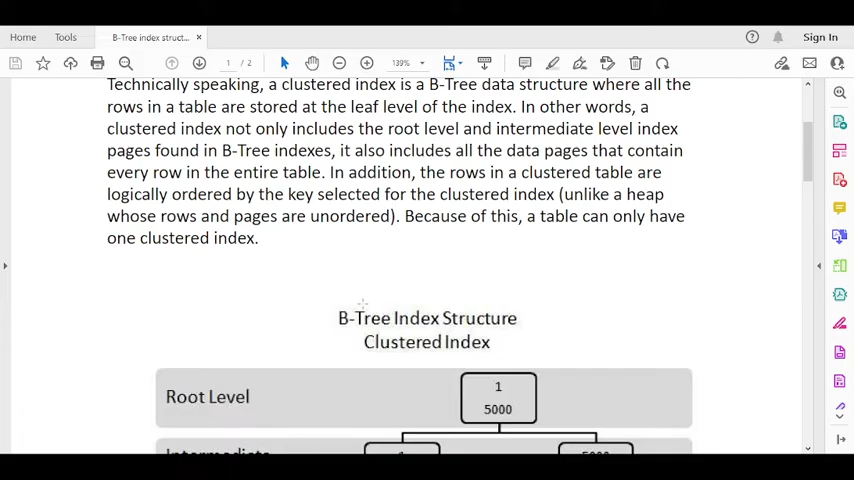 Home Tools B-Tree index struct... × Sign In
1 / 2 139%
Technically speaking, a clustered index is a B-Tree data structure where all the
rows in a table are stored at the leaf level of the index. In other words, a
clustered index not only includes the root level and intermediate level index
pages found in B-Tree indexes, it also includes all the data pages that contain
every row in the entire table. In addition, the rows in a clustered table are
logically ordered by the key selected for the clustered index (unlike a heap
whose rows and pages are unordered). Because of this, a table can only have
one clustered index.
B-Tree Index Structure
Clustered Index
1
Root Level
5000